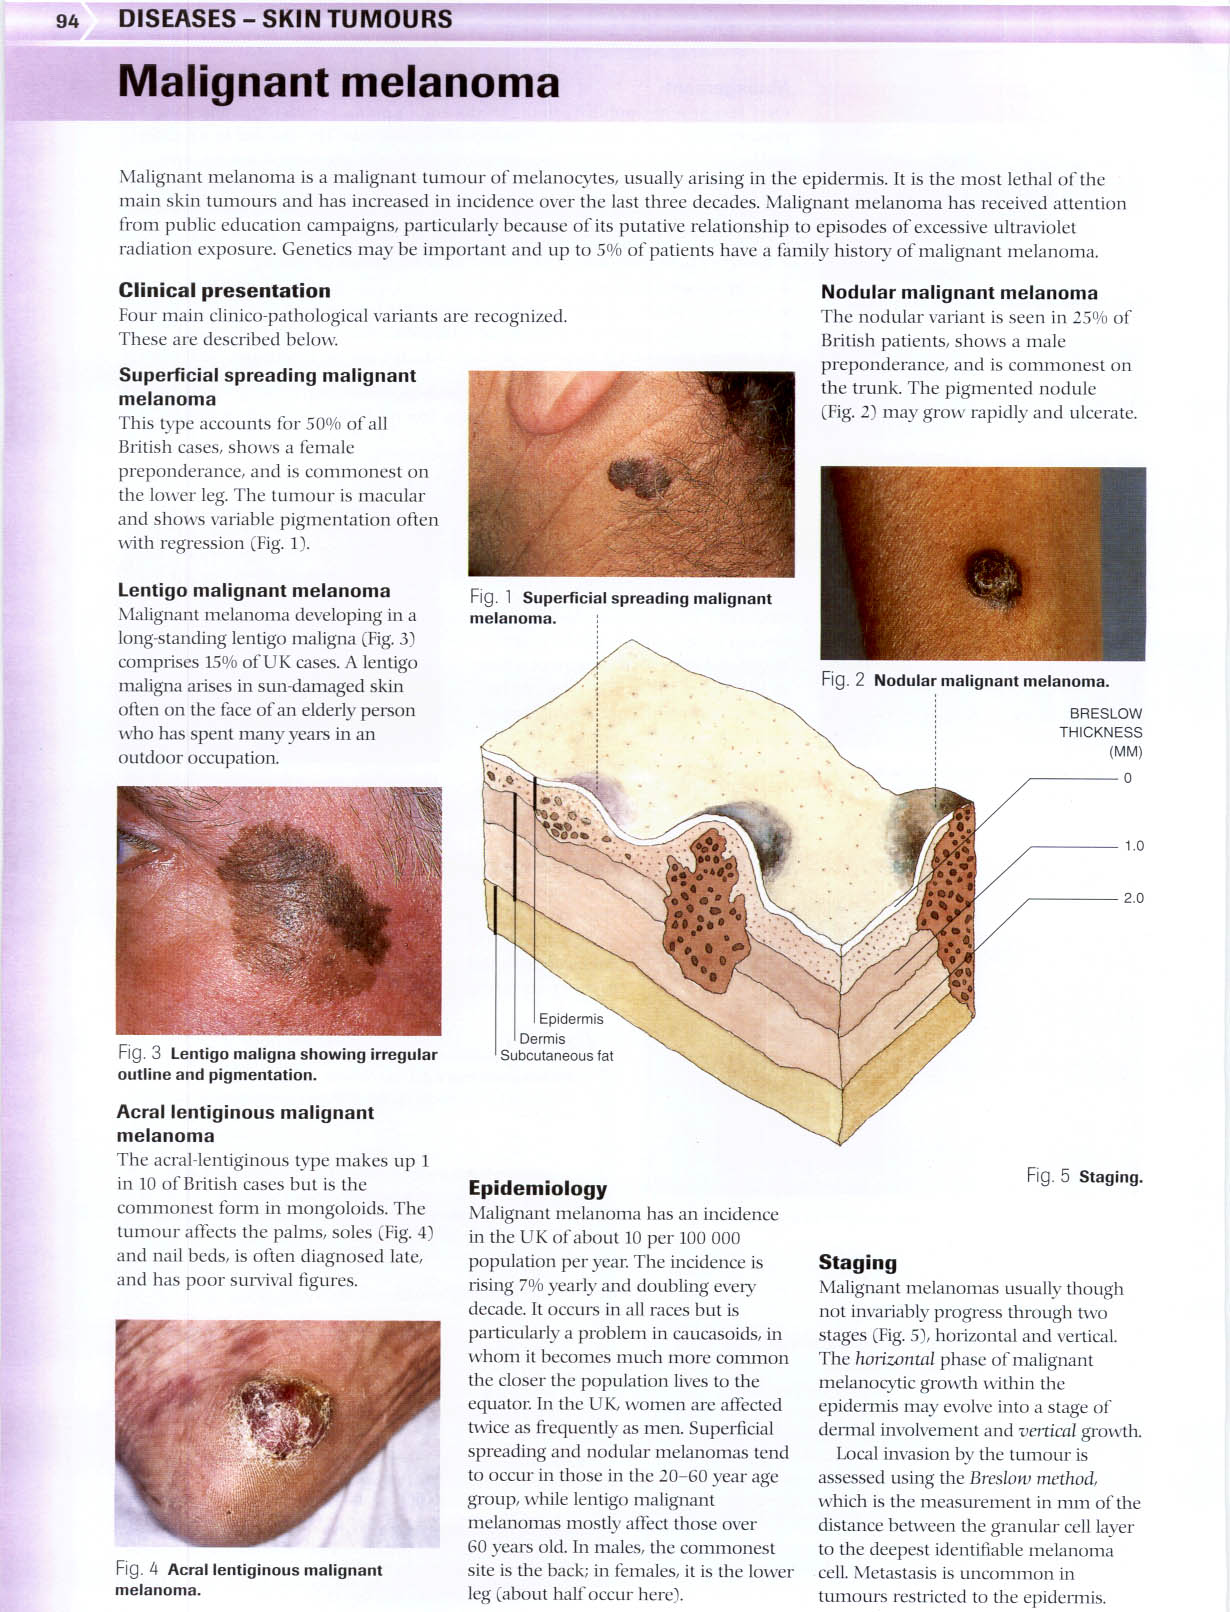 94
DISEASES – SKIN TUMOURS
Malignant melanoma
Malignant melanoma is a malignant tumour of melanocytes, usually arising in the epidermis. It is the most lethal of the
main skin tumours and has increased in incidence over the last three decades. Malignant melanoma has received attention
from public education campaigns, particularly because of its putative relationship to episodes of excessive ultraviolet
radiation exposure. Genetics may be important and up to 5% of patients have a family history of malignant melanoma.
Clinical presentation
Four main clinico-pathological variants are recognized.
These are described below.
Superficial spreading malignant
melanoma
This type accounts for 50% of all
British cases, shows a female
preponderance, and is commonest on
the lower leg. The tumour is macular
and shows variable pigmentation often
with regression (Fig. 1).
Lentigo malignant melanoma
Malignant melanoma developing in a
long-standing lentigo maligna (Fig. 3)
comprises 15% of UK cases. A lentigo
maligna arises in sun-damaged skin
often on the face of an elderly person
who has spent many years in an
outdoor occupation.
Fig. 3 Lentigo maligna showing irregular
outline and pigmentation.
Acral lentiginous malignant
melanoma
The acral-lentiginous type makes up 1
in 10 of British cases but is the
commonest form in mongoloids. The
tumour affects the palms, soles (Fig. 4)
and nail beds, is often diagnosed late,
and has poor survival figures.
Fig. 4 Acral lentiginous malignant
melanoma.
Fig. 1 Superficial spreading malignant
melanoma.
Nodular malignant melanoma
The nodular variant is seen in 25% of
British patients, shows a male
preponderance, and is commonest on
the trunk. The pigmented nodule
(Fig. 2) may grow rapidly and ulcerate.
Fig. 2 Nodular malignant melanoma.
BRESLOW
THICKNESS
(MM)
0
1.0
2.0
Epidermis
Dermis
Subcutaneous fat
Fig. 5 Staging.
Epidemiology
Malignant melanoma has an incidence
in the UK of about 10 per 100 000
population per year. The incidence is
rising 7% yearly and doubling every
decade. It occurs in all races but is
particularly a problem in caucasoids, in
whom it becomes much more common
the closer the population lives to the
equator. In the UK, women are affected
twice as frequently as men. Superficial
spreading and nodular melanomas tend
to occur in those in the 20–60 year age
group, while lentigo malignant
melanomas mostly affect those over
60 years old. In males, the commonest
site is the back; in females, it is the lower
leg (about half occur here).
Staging
Malignant melanomas usually though
not invariably progress through two
stages (Fig. 5), horizontal and vertical.
The horizontal phase of malignant
melanocytic growth within the
epidermis may evolve into a stage of
dermal involvement and vertical growth.
Local invasion by the tumour is
assessed using the Breslow method,
which is the measurement in mm of the
distance between the granular cell layer
to the deepest identifiable melanoma
cell. Metastasis is uncommon in
tumours restricted to the epidermis.